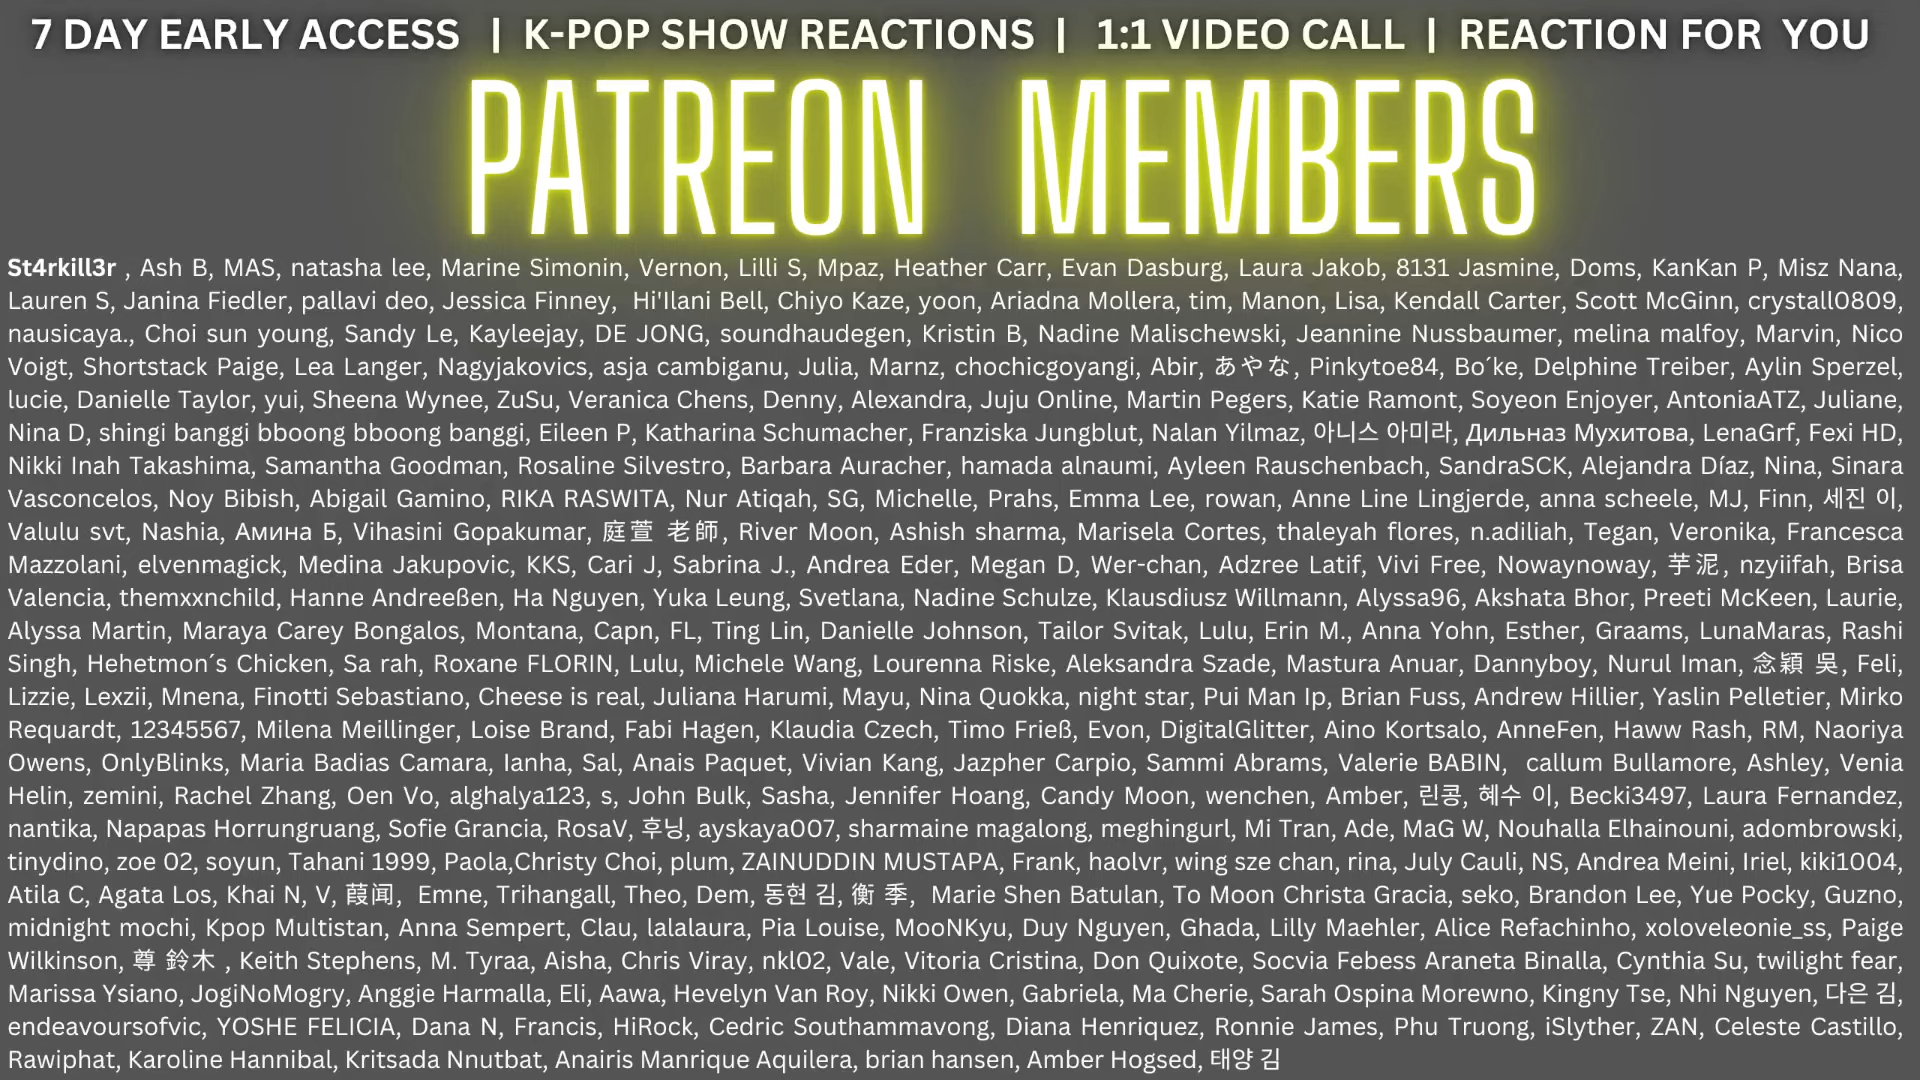 7 DAY EARLY ACCESS | K-POP SHOW REACTIONS | 1:1 VIDEO CALL | REACTION FOR YOU
PATREON MEMBERS
St4rkill3r , Ash B, MAS, natasha lee, Marine Simonin, Vernon, Lilli S, Mpaz, Heather Carr, Evan Dasburg, Laura Jakob, 8131 Jasmine, Doms, KanKan P, Misz Nana,
Lauren S, Janina Fiedler, pallavi deo, Jessica Finney, Hi'Ilani Bell, Chiyo Kaze, yoon, Ariadna Mollera, tim, Manon, Lisa, Kendall Carter, Scott McGinn, crystall0809,
nausicaya., Choi sun young, Sandy Le, Kayleejay, DE JONG, soundhaudegen, Kristin B, Nadine Malischewski, Jeannine Nussbaumer, melina malfoy, Marvin, Nico
Voigt, Shortstack Paige, Lea Langer, Nagyjakovics, asja cambiganu, Julia, Marnz, chochicgoyangi, Abir, あやな, Pinkytoe84, Bo´ke, Delphine Treiber, Aylin Sperzel,
lucie, Danielle Taylor, yui, Sheena Wynee, ZuSu, Veranica Chens, Denny, Alexandra, Juju Online, Martin Pegers, Katie Ramont, Soyeon Enjoyer, AntoniaATZ, Juliane,
Nina D, shingi banggi bboong bboong banggi, Eileen P, Katharina Schumacher, Franziska Jungblut, Nalan Yilmaz, 아니스 아미라, Дильназ Мухитова, LenaGrf, Fexi HD,
Nikki Inah Takashima, Samantha Goodman, Rosaline Silvestro, Barbara Auracher, hamada alnaumi, Ayleen Rauschenbach, SandraSCK, Alejandra Díaz, Nina, Sinara
Vasconcelos, Noy Bibish, Abigail Gamino, RIKA RASWITA, Nur Atiqah, SG, Michelle, Prahs, Emma Lee, rowan, Anne Line Lingjerde, anna scheele, MJ, Finn, 세진 이,
Valulu svt, Nashia, Амина Б, Vihasini Gopakumar, 庭萱 老師, River Moon, Ashish sharma, Marisela Cortes, thaleyah flores, n.adiliah, Tegan, Veronika, Francesca
Mazzolani, elvenmagick, Medina Jakupovic, KKS, Cari J, Sabrina J., Andrea Eder, Megan D, Wer-chan, Adzree Latif, Vivi Free, Nowaynoway, 芋泥, nzyiifah, Brisa
Valencia, themxxnchild, Hanne Andreeßen, Ha Nguyen, Yuka Leung, Svetlana, Nadine Schulze, Klausdiusz Willmann, Alyssa96, Akshata Bhor, Preeti McKeen, Laurie,
Alyssa Martin, Maraya Carey Bongalos, Montana, Capn, FL, Ting Lin, Danielle Johnson, Tailor Svitak, Lulu, Erin M., Anna Yohn, Esther, Graams, LunaMaras, Rashi
Singh, Hehetmon´s Chicken, Sa rah, Roxane FLORIN, Lulu, Michele Wang, Lourenna Riske, Aleksandra Szade, Mastura Anuar, Dannyboy, Nurul Iman, 念穎 吳, Feli,
Lizzie, Lexzii, Mnena, Finotti Sebastiano, Cheese is real, Juliana Harumi, Mayu, Nina Quokka, night star, Pui Man Ip, Brian Fuss, Andrew Hillier, Yaslin Pelletier, Mirko
Requardt, 12345567, Milena Meillinger, Loise Brand, Fabi Hagen, Klaudia Czech, Timo Frieß, Evon, DigitalGlitter, Aino Kortsalo, AnneFen, Haww Rash, RM, Naoriya
Owens, OnlyBlinks, Maria Badias Camara, Ianha, Sal, Anais Paquet, Vivian Kang, Jazpher Carpio, Sammi Abrams, Valerie BABIN, callum Bullamore, Ashley, Venia
Helin, zemini, Rachel Zhang, Oen Vo, alghalya123, s, John Bulk, Sasha, Jennifer Hoang, Candy Moon, wenchen, Amber, 린콩, 혜수 이, Becki3497, Laura Fernandez,
nantika, Napapas Horrungruang, Sofie Grancia, RosaV, 후닝, ayskaya007, sharmaine magalong, meghingurl, Mi Tran, Ade, MaG W, Nouhalla Elhainouni, adombrowski,
tinydino, zoe 02, soyun, Tahani 1999, Paola,Christy Choi, plum, ZAINUDDIN MUSTAPA, Frank, haolvr, wing sze chan, rina, July Cauli, NS, Andrea Meini, Iriel, kiki1004,
Atila C, Agata Los, Khai N, V, 葭闻, Emne, Trihangall, Theo, Dem, 동현 김, 衡 季, Marie Shen Batulan, To Moon Christa Gracia, seko, Brandon Lee, Yue Pocky, Guzno,
midnight mochi, Kpop Multistan, Anna Sempert, Clau, lalalaura, Pia Louise, MooNKyu, Duy Nguyen, Ghada, Lilly Maehler, Alice Refachinho, xoloveleonie_ss, Paige
Wilkinson, 尊 鈴木 , Keith Stephens, M. Tyraa, Aisha, Chris Viray, nkl02, Vale, Vitoria Cristina, Don Quixote, Socvia Febess Araneta Binalla, Cynthia Su, twilight fear,
Marissa Ysiano, JogiNoMogry, Anggie Harmalla, Eli, Aawa, Hevelyn Van Roy, Nikki Owen, Gabriela, Ma Cherie, Sarah Ospina Morewno, Kingny Tse, Nhi Nguyen, 다은 김,
endeavoursofvic, YOSHE FELICIA, Dana N, Francis, HiRock, Cedric Southammavong, Diana Henriquez, Ronnie James, Phu Truong, iSlyther, ZAN, Celeste Castillo,
Rawiphat, Karoline Hannibal, Kritsada Nnutbat, Anairis Manrique Aquilera, brian hansen, Amber Hogsed, 태양 김